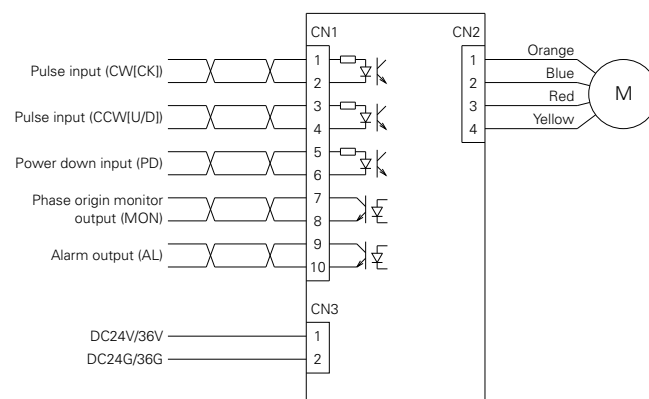 CN1
CN2
Pulse input (CW[CK])
1
2
Pulse input (CCW[U/D])
3
4
Power down input (PD)
5
6
Phase origin monitor
output (MON)
7
8
Alarm output (AL)
9
10
1
2
3
4
Orange
Blue
Red
Yellow
M
CN3
DC24V/36V
1
DC24G/36G
2